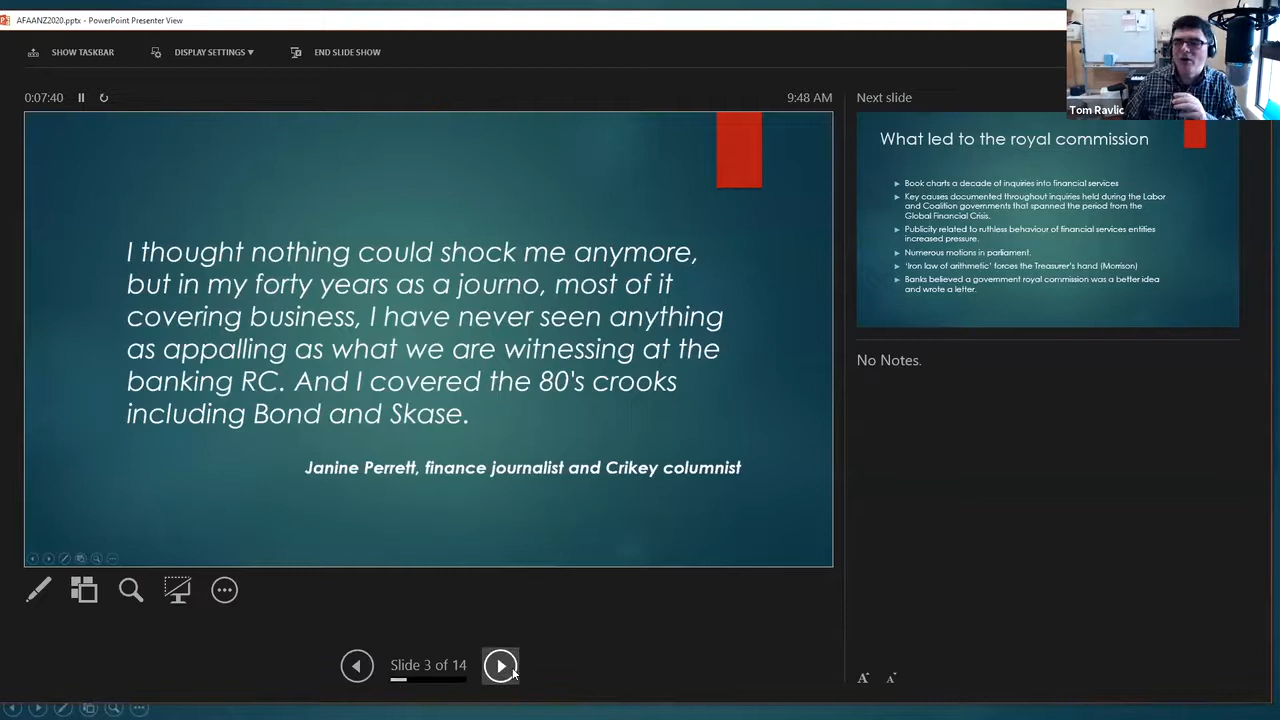 AFAANZ2020.pptx - PowerPoint Presenter View
SHOW TASKBAR
DISPLAY SETTINGS
END SLIDE SHOW
0:07:40
9:48 AM
I thought nothing could shock me anymore,
but in my forty years as a journo, most of it
covering business, I have never seen anything
as appalling as what we are witnessing at the
banking RC. And I covered the 80's crooks
including Bond and Skase.
Janine Perrett, finance journalist and Crikey columnist
Slide 3 of 14
Next slide
What led to the royal commission
Book charts a decade of inquiries into financial services
Key causes documented throughout inquiries held during the Labor
and Coalition governments that spanned the period from the
Global Financial Crisis.
Publicity related to ruthless behaviour of financial services entities
increased pressure.
Numerous motions in parliament.
'Iron law of arithmetic' forces the Treasurer's hand (Morrison)
Banks believed a government royal commission was a better idea
and wrote a letter.
No Notes.
A
A
Tom Ravlic